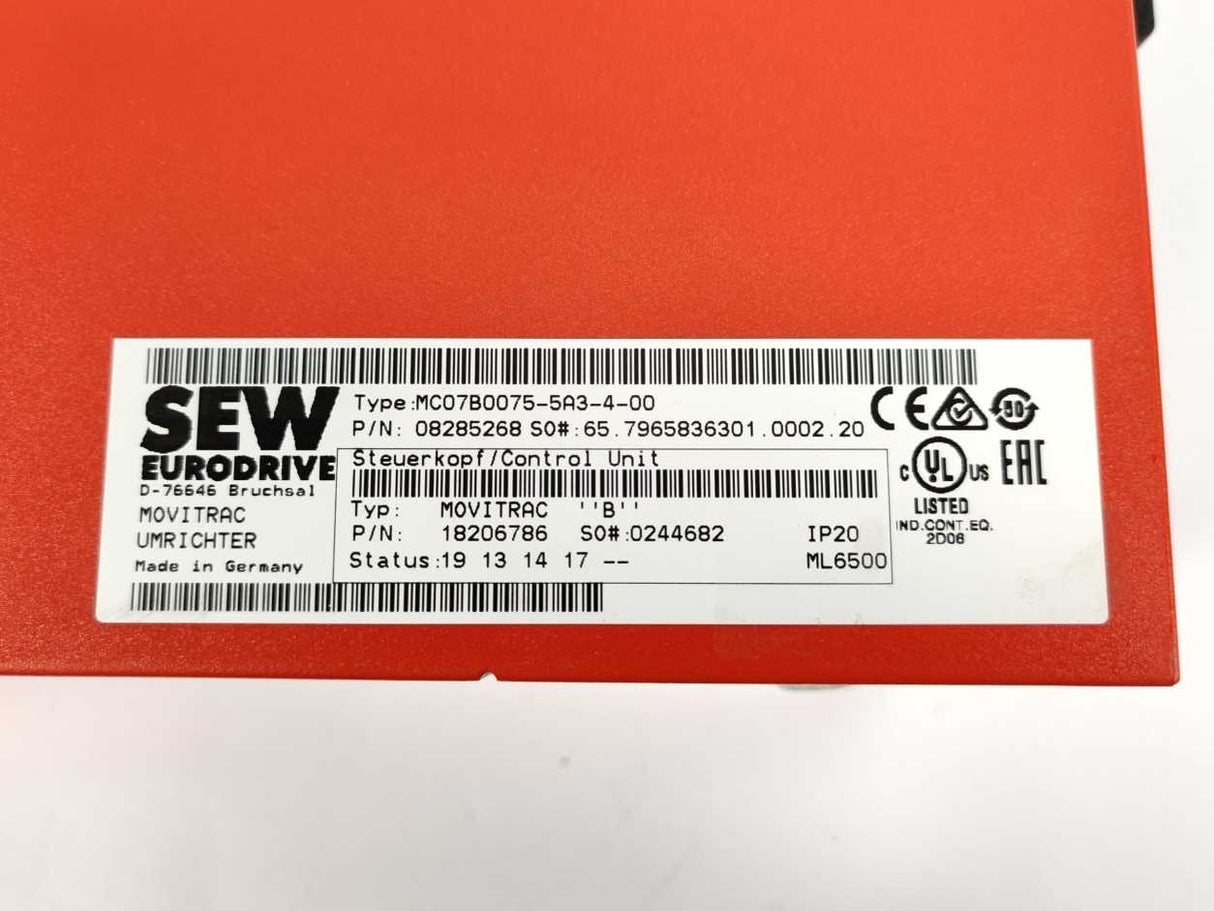 SEW
EURODRIVE
D-76646 Bruchsal
MOVITRAC
UMRICHTER
Made in Germany
Type:MC07B0075-5A3-4-00
P/N: 08285268 SO#:65.7965836301.0002.20
Steuerkopf/Control Unit
Typ: MOVITRAC ''B''
P/N: 18206786 SO#:0244682 IP20
Status:19 13 14 17 -- ML6500
CE
C UL US
LISTED
IND.CONT.EQ.
2D06
EAC